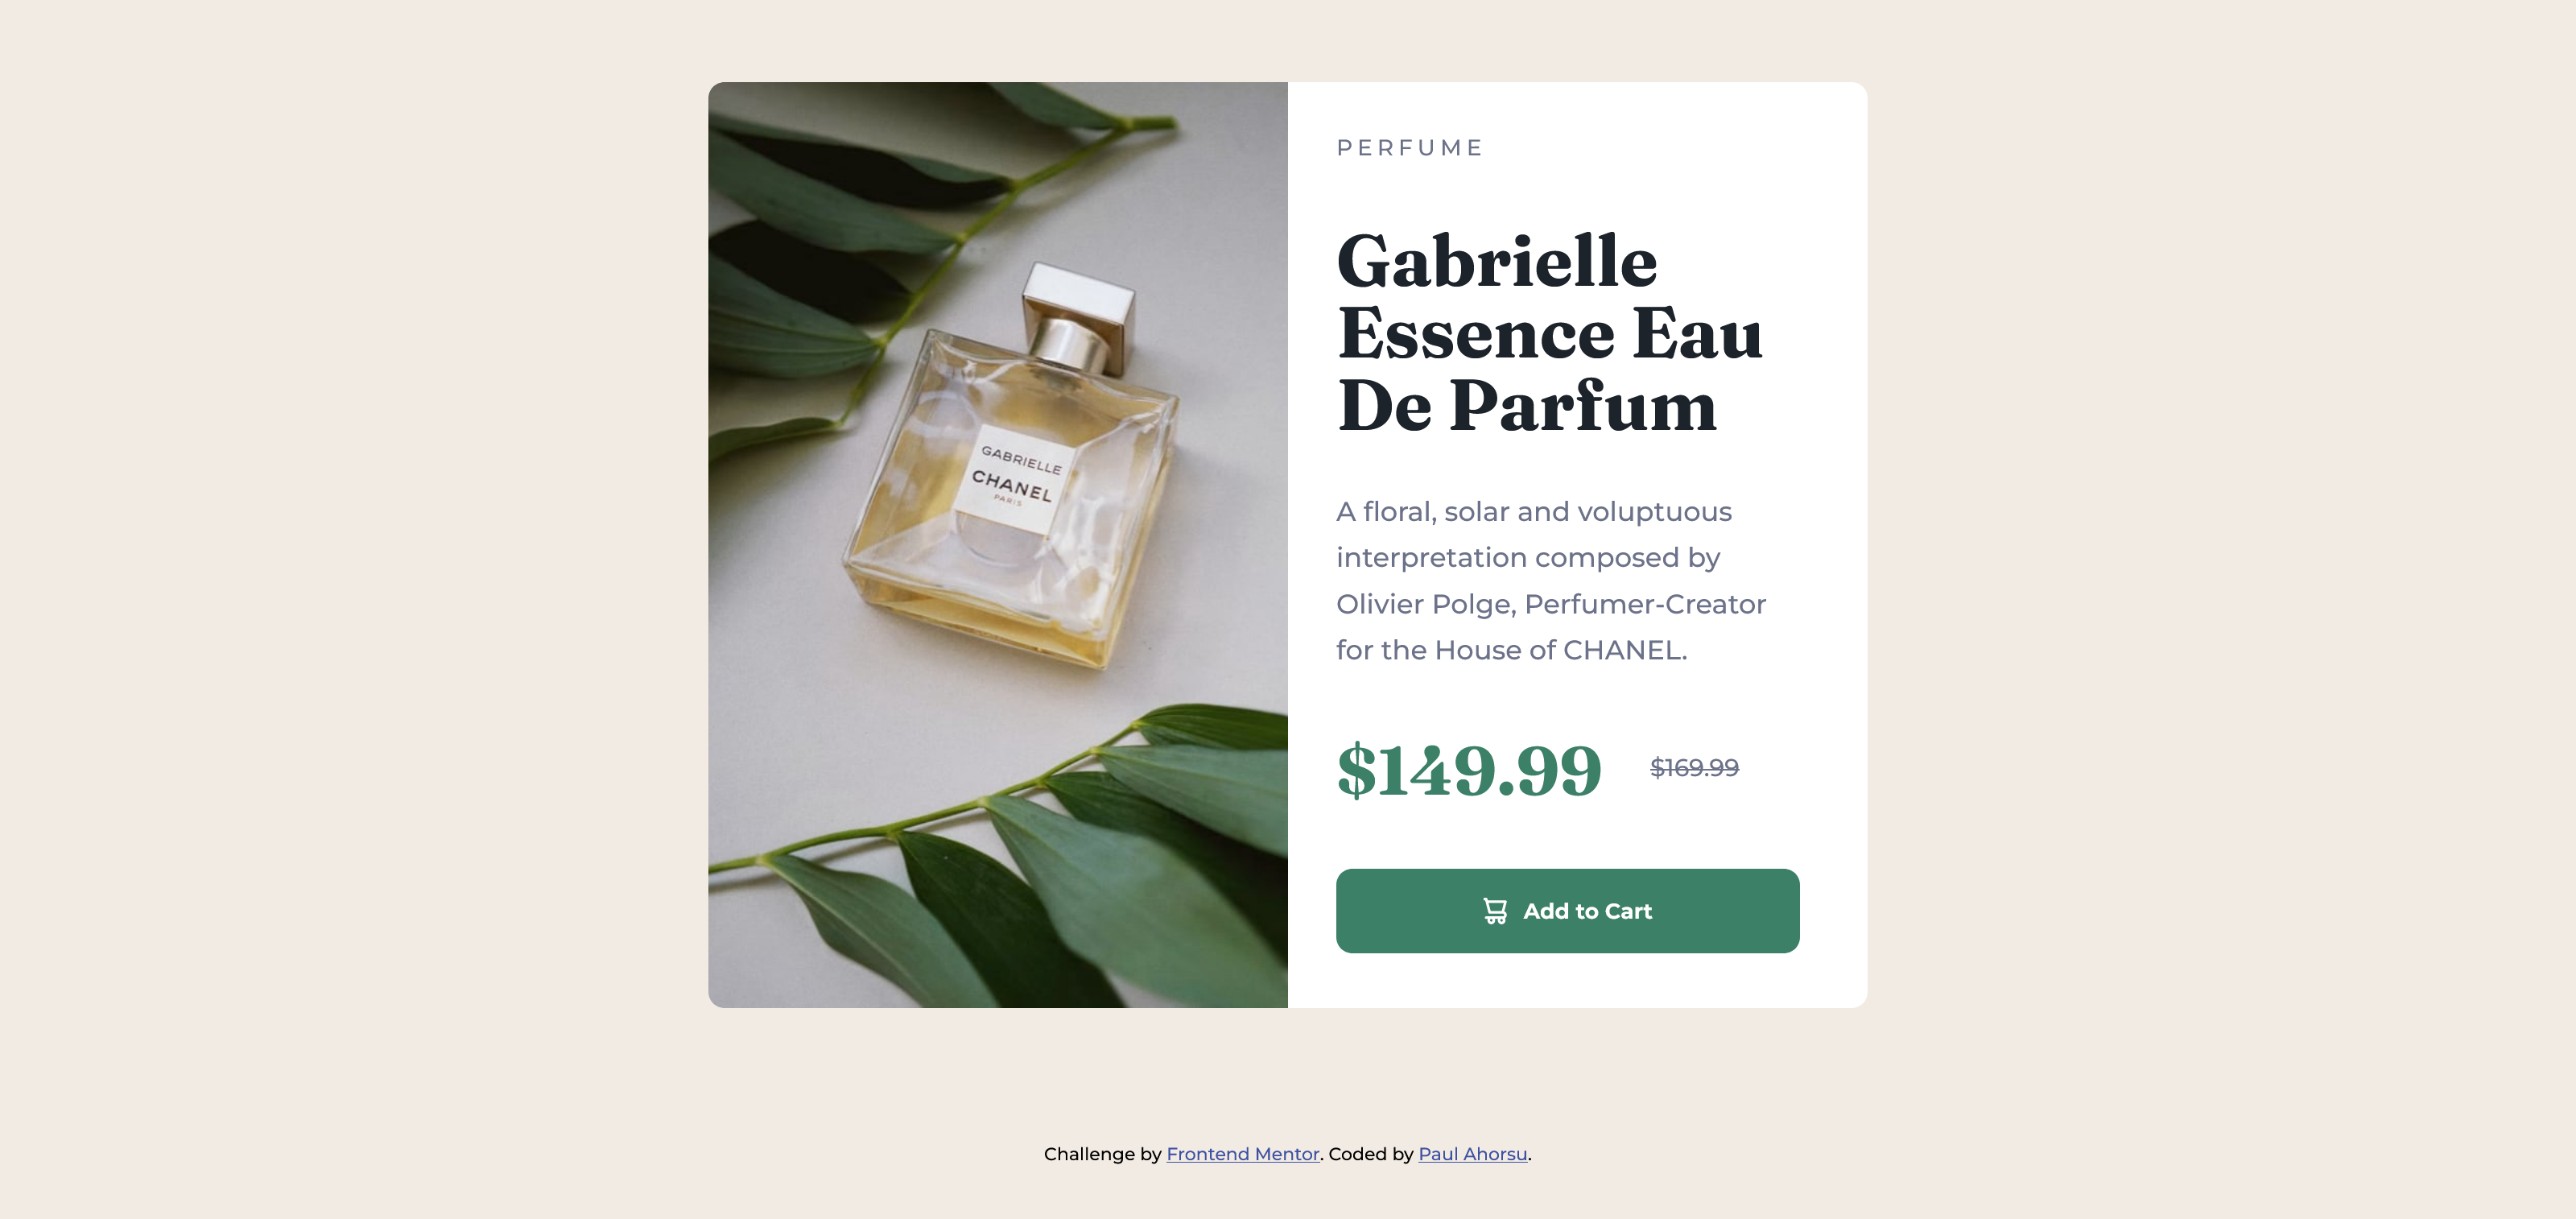 GABRIELLE
CHANEL
PARIS
PERFUME
Gabrielle
Essence Eau
De Parfum
A floral, solar and voluptuous
interpretation composed by
Olivier Polge, Perfumer-Creator
for the House of CHANEL.
$149.99 $169.99
Add to Cart
Challenge by Frontend Mentor. Coded by Paul Ahorsu.